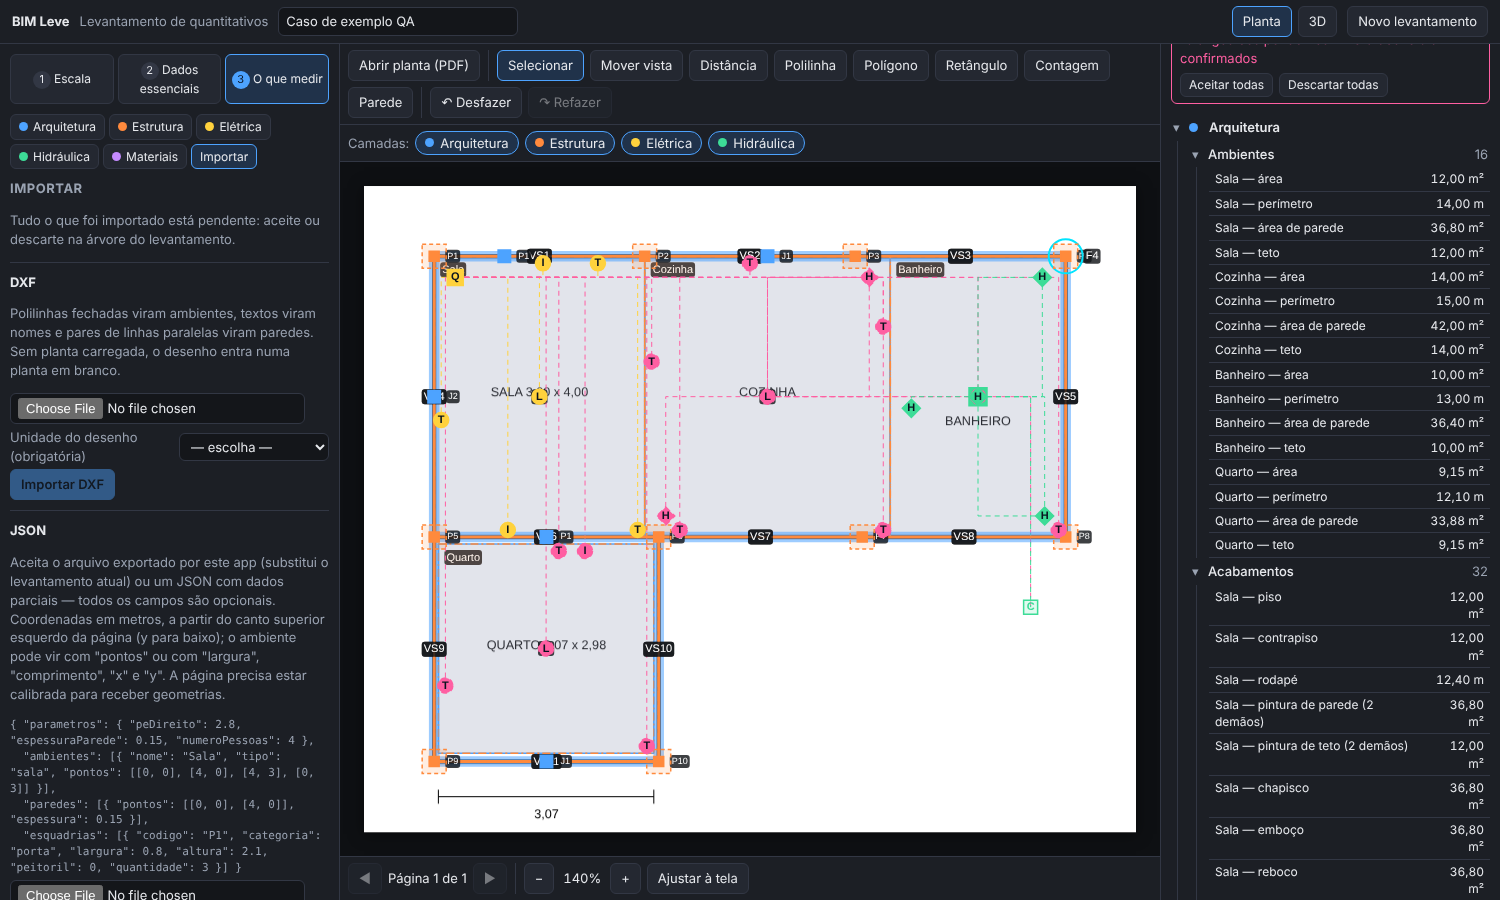 BIM Leve Levantamento de quantitativos Caso de exemplo QA Planta 3D Novo levantamento
1 Escala
2 Dados essenciais
3 O que medir
Arquitetura Estrutura Elétrica
Hidráulica Materiais Importar
IMPORTAR
Tudo o que foi importado está pendente: aceite ou
descarte na árvore do levantamento.
DXF
Polilinhas fechadas viram ambientes, textos viram
nomes e pares de linhas paralelas viram paredes.
Sem planta carregada, o desenho entra numa
planta em branco.
Choose File No file chosen
Unidade do desenho
(obrigatória)
— escolha —
Importar DXF
JSON
Aceita o arquivo exportado por este app (substitui o
levantamento atual) ou um JSON com dados
parciais — todos os campos são opcionais.
Coordenadas em metros, a partir do canto superior
esquerdo da página (y para baixo); o ambiente
pode vir com "pontos" ou com "largura",
"comprimento", "x" e "y". A página precisa estar
calibrada para receber geometrias.
{ "parametros": { "peDireito": 2.8,
"espessuraParede": 0.15, "numeroPessoas": 4 },
"ambientes": [{ "nome": "Sala", "tipo":
"sala", "pontos": [[0, 0], [4, 0], [4, 3], [0,
3]] }],
"paredes": [{ "pontos": [[0, 0], [4, 0]],
"espessura": 0.15 }],
"esquadrias": [{ "codigo": "P1", "categoria":
"porta", "largura": 0.8, "altura": 2.1,
"peitoril": 0, "quantidade": 3 }] }
Choose File No file chosen
Abrir planta (PDF) Selecionar Mover vista Distância Polilinha Polígono Retângulo Contagem
Parede ↶ Desfazer ↷ Refazer
Camadas: Arquitetura Estrutura Elétrica Hidráulica
P1 P1 I T P2 T J1 P3 VS3 F4
Q Cozinha H Banheiro H
T
T
J2 L L H VS5
x 4,00
T H BANHEIRO
H H
P5 I P1 T T VS7 T VS8 T P8
Quarto T I
QUARTO 07 x 2,98
VS9 L VS10
C
T
T
P9 J1 P10
3,07
◀ Página 1 de 1 ▶ − 140% + Ajustar à tela
confirmados
Aceitar todas Descartar todas
▼ Arquitetura
▼ Ambientes 16
Sala — área 12,00 m²
Sala — perímetro 14,00 m
Sala — área de parede 36,80 m²
Sala — teto 12,00 m²
Cozinha — área 14,00 m²
Cozinha — perímetro 15,00 m
Cozinha — área de parede 42,00 m²
Cozinha — teto 14,00 m²
Banheiro — área 10,00 m²
Banheiro — perímetro 13,00 m
Banheiro — área de parede 36,40 m²
Banheiro — teto 10,00 m²
Quarto — área 9,15 m²
Quarto — perímetro 12,10 m
Quarto — área de parede 33,88 m²
Quarto — teto 9,15 m²
▼ Acabamentos 32
Sala — piso 12,00
m²
Sala — contrapiso 12,00
m²
Sala — rodapé 12,40 m
Sala — pintura de parede (2 36,80
demãos) m²
Sala — pintura de teto (2 demãos) 12,00
m²
Sala — chapisco 36,80
m²
Sala — emboço 36,80
m²
Sala — reboco 36,80
m²